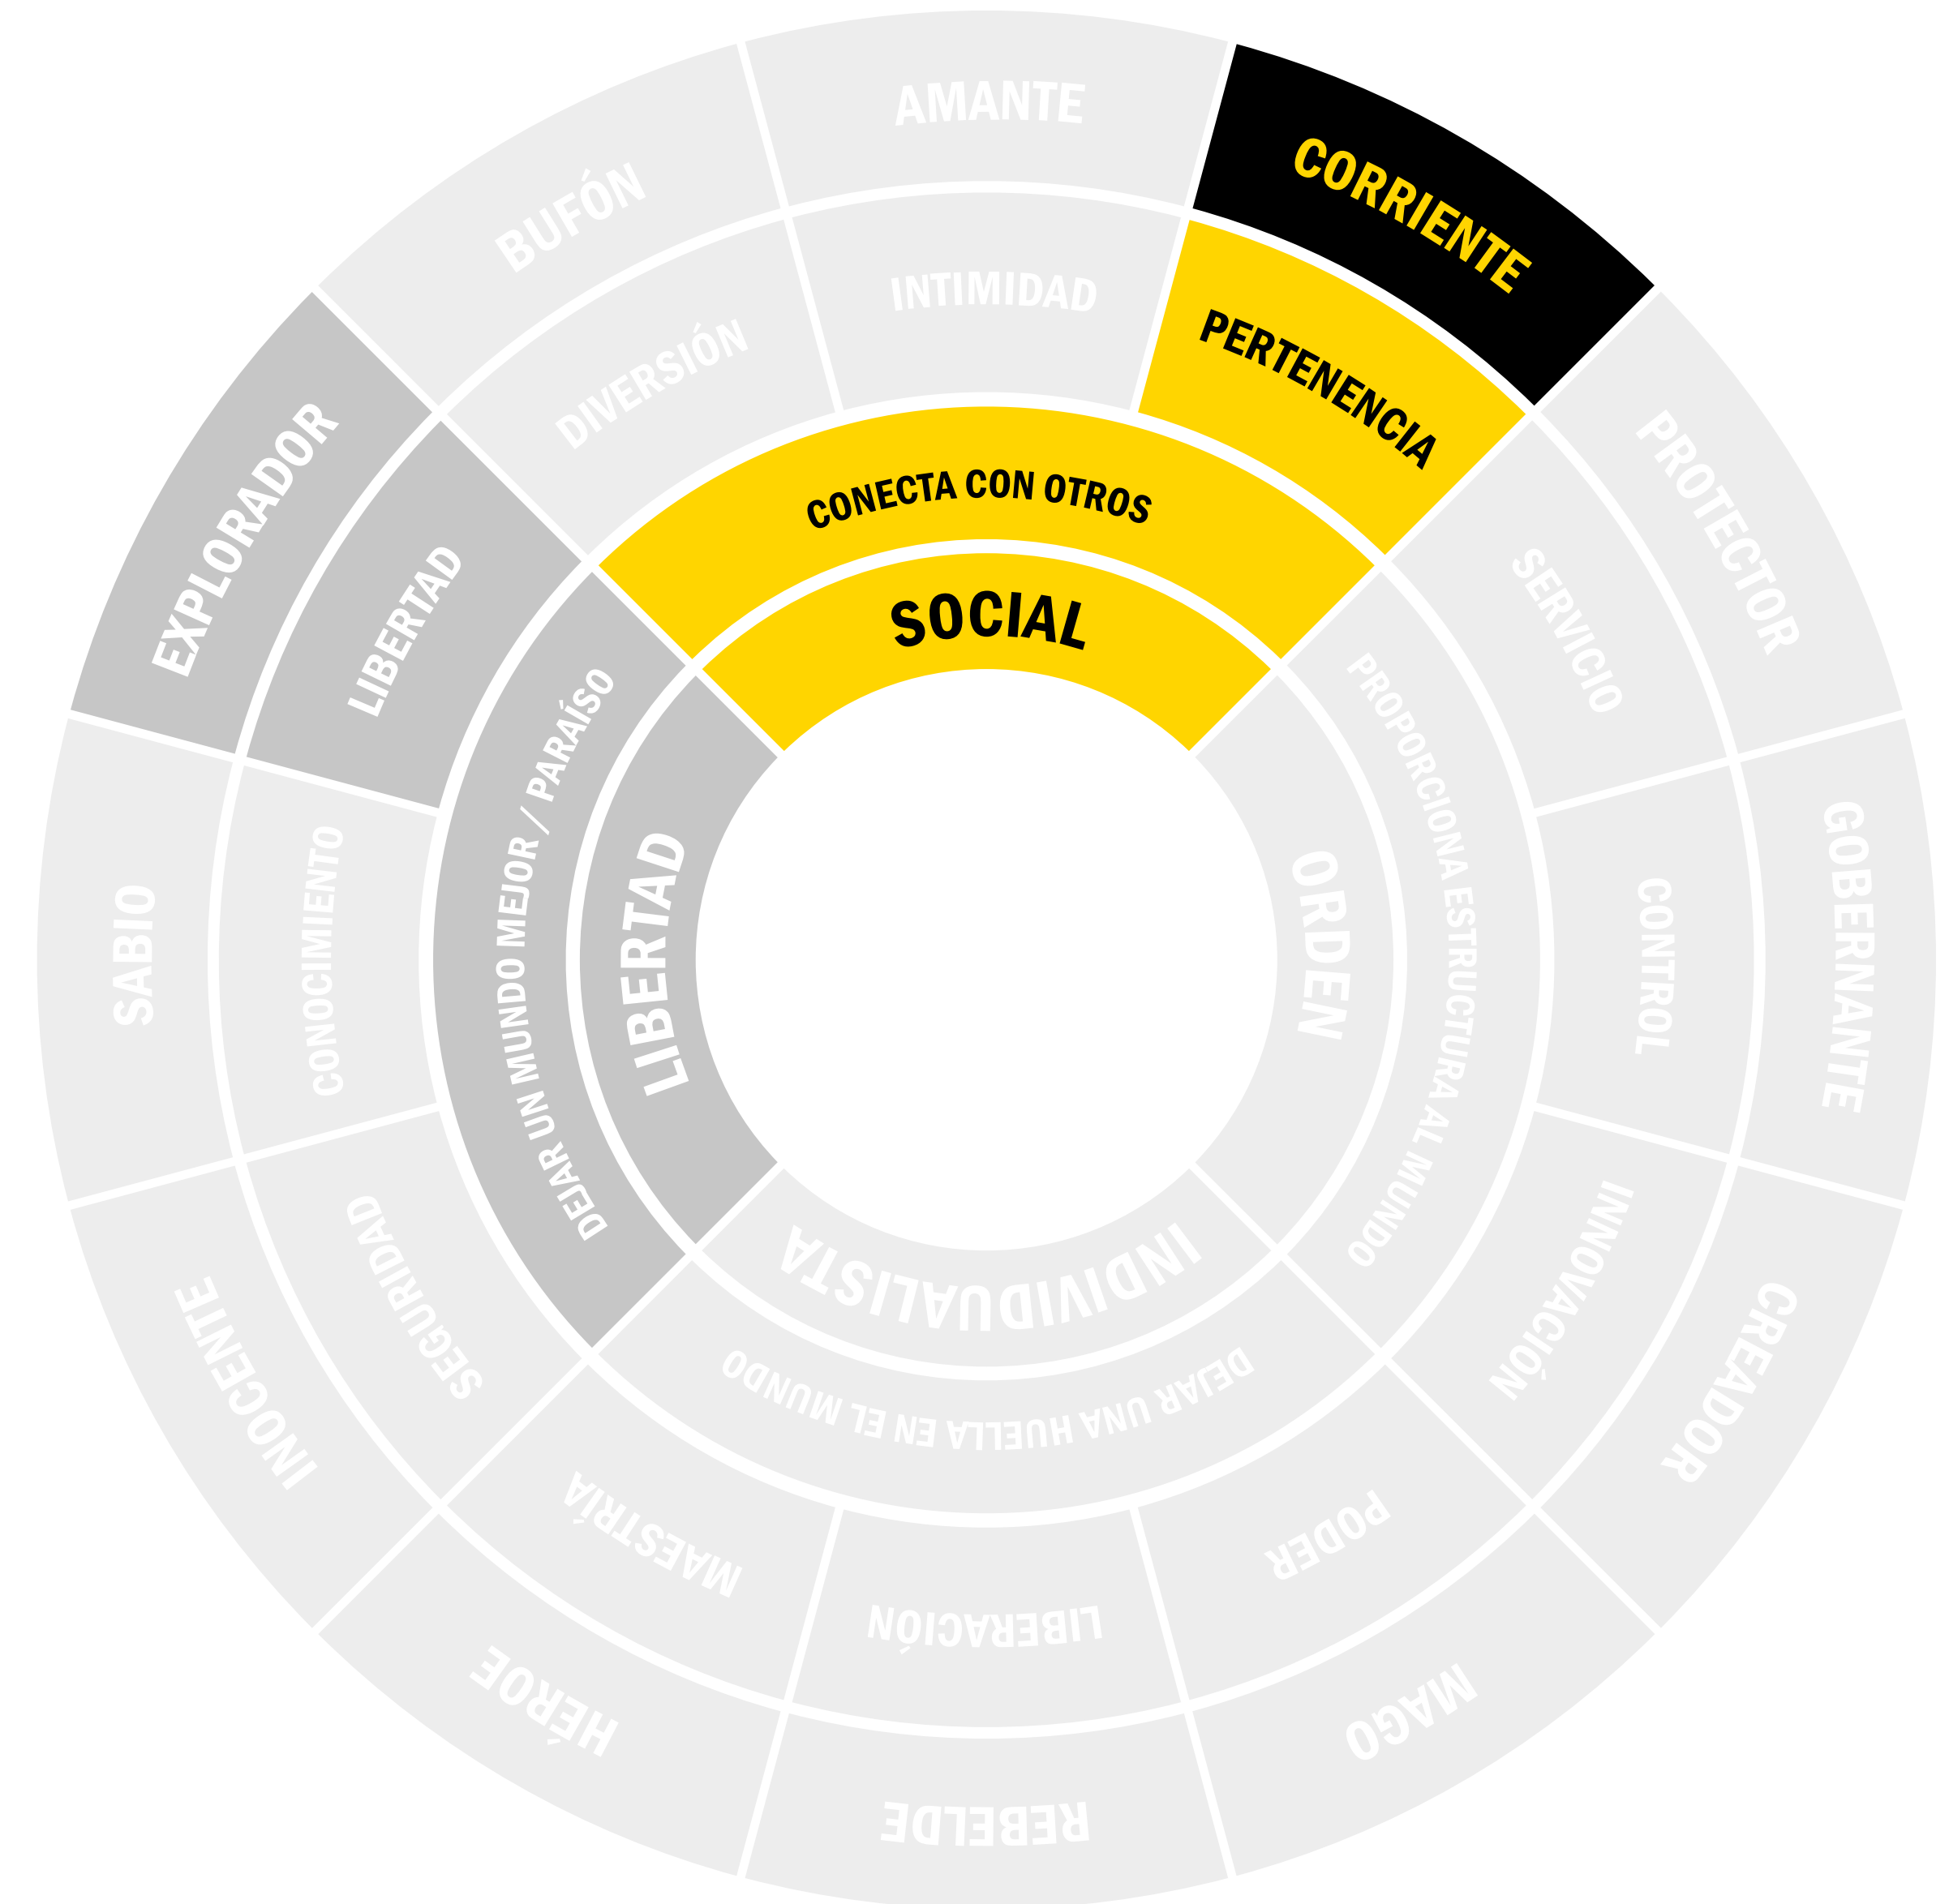 AMANTE
CORRIENTE
PROTECTOR
GOBERNANTE
CREADOR
MAGO
REBELDE
HÉROE
INOCENTE
SABIO
EXPLORADOR
BUFÓN
INTIMIDAD
PERTENENCIA
SERVICIO
CONTROL
INNOVACIÓN
PODER
LIBERACIÓN
MAESTRÍA
SEGURIDAD
CONOCIMIENTO
LIBERTAD
DIVERSIÓN
CONECTA CON OTROS
PROPORCIONA ESTRUCTURA AL MUNDO
DEJAR UNA HUELLA EN EL MUNDO
DEJAR UN MUNDO MEJOR / PARAÍSO
SOCIAL
ORDEN
INDIVIDUALISTA
LIBERTAD